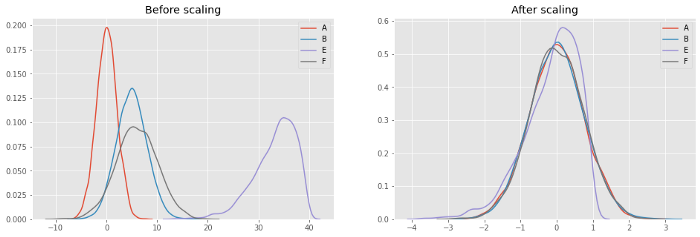 Before scaling
0.200
0.175
0.150
0.125
0.100
0.075
0.050
0.025
0.000
−10 0 10 20 30 40
A
B
E
F
After scaling
0.6
0.5
0.4
0.3
0.2
0.1
0.0
−4 −3 −2 −1 0 1 2 3
A
B
E
F